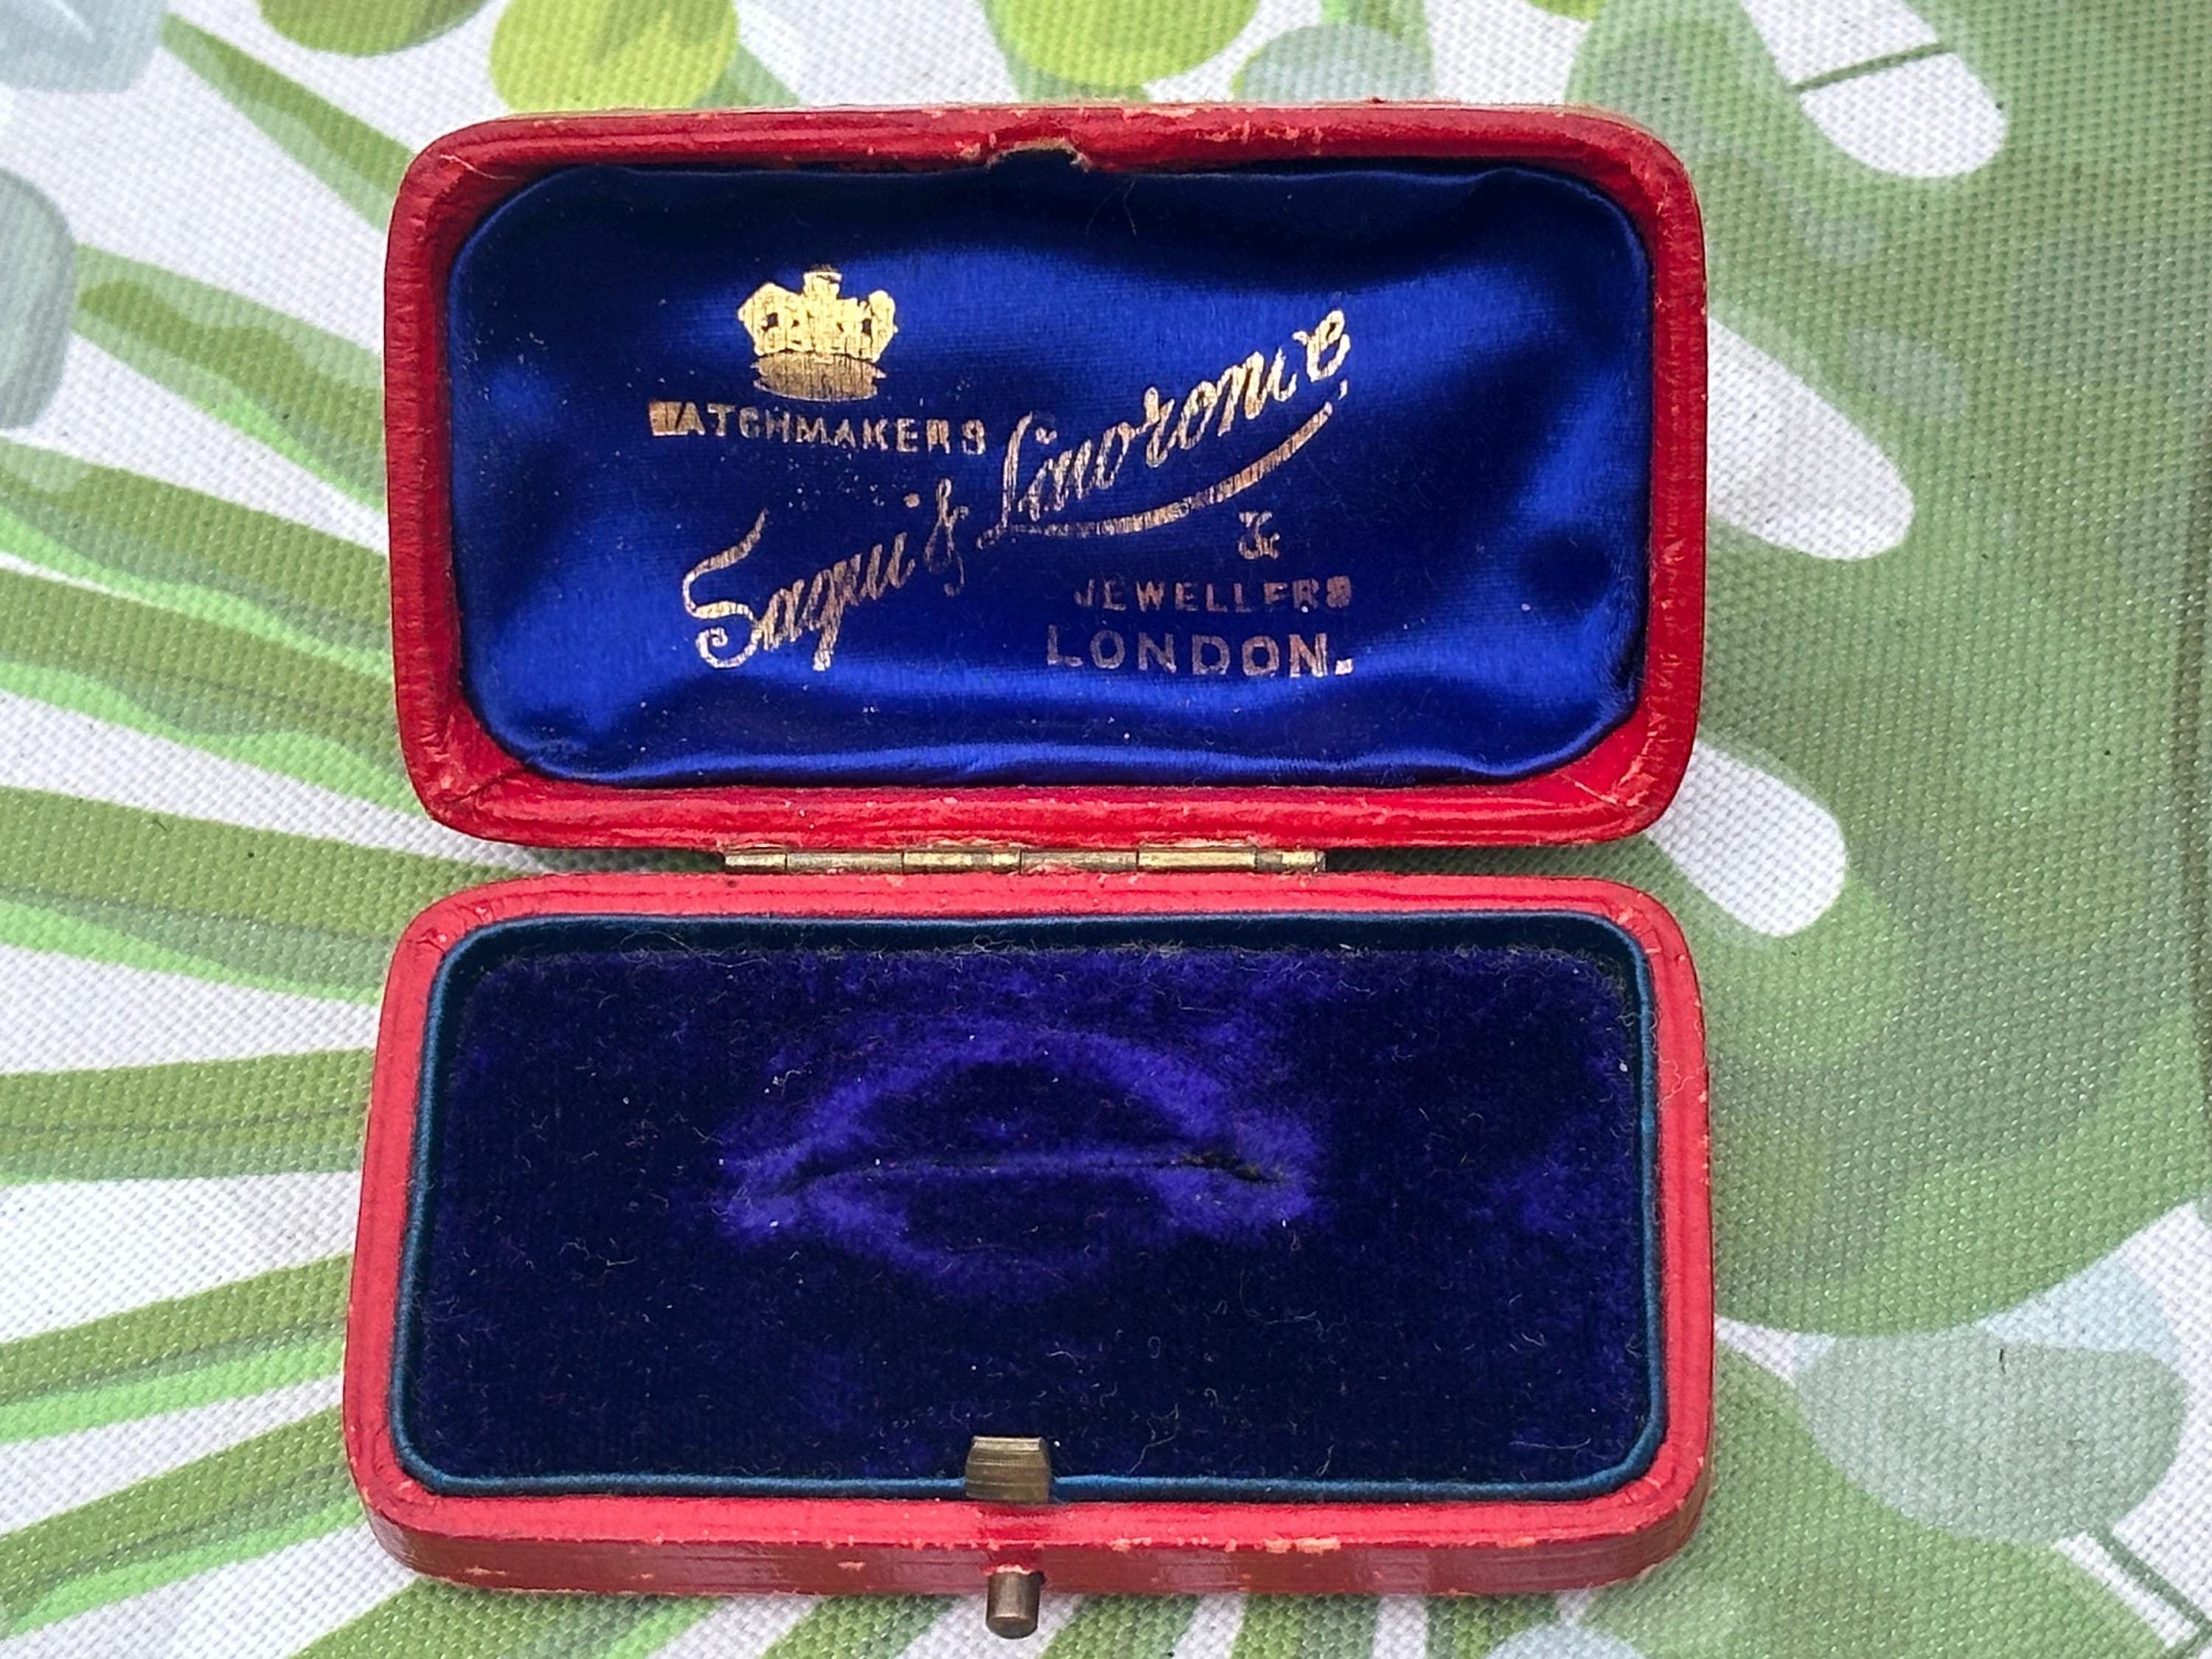 WATCHMAKERS
Saqui & Lawrence
&
JEWELLERS
LONDON.